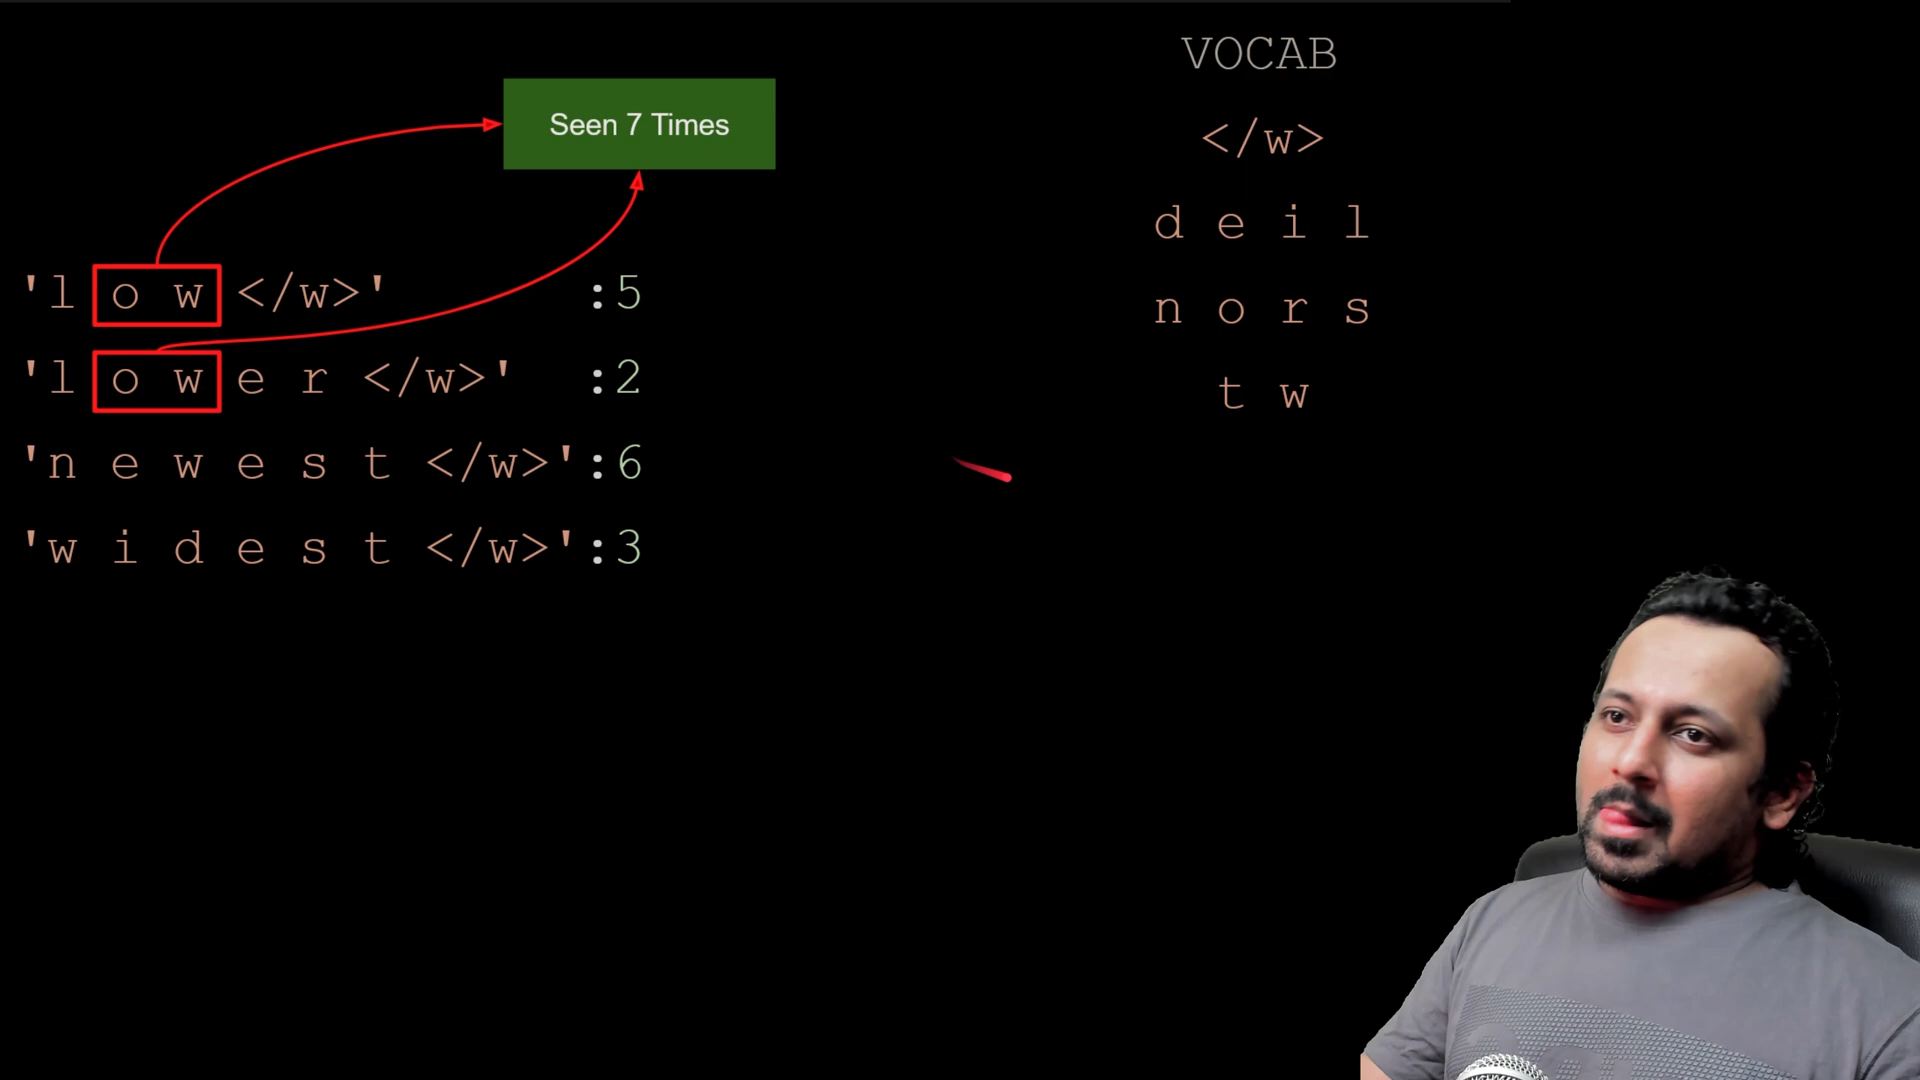 VOCAB
Seen 7 Times
</w>
d e i l
'l o w </w>' :5
n o r s
'l o w e r </w>' :2
t w
'n e w e s t </w>':6
'w i d e s t </w>':3